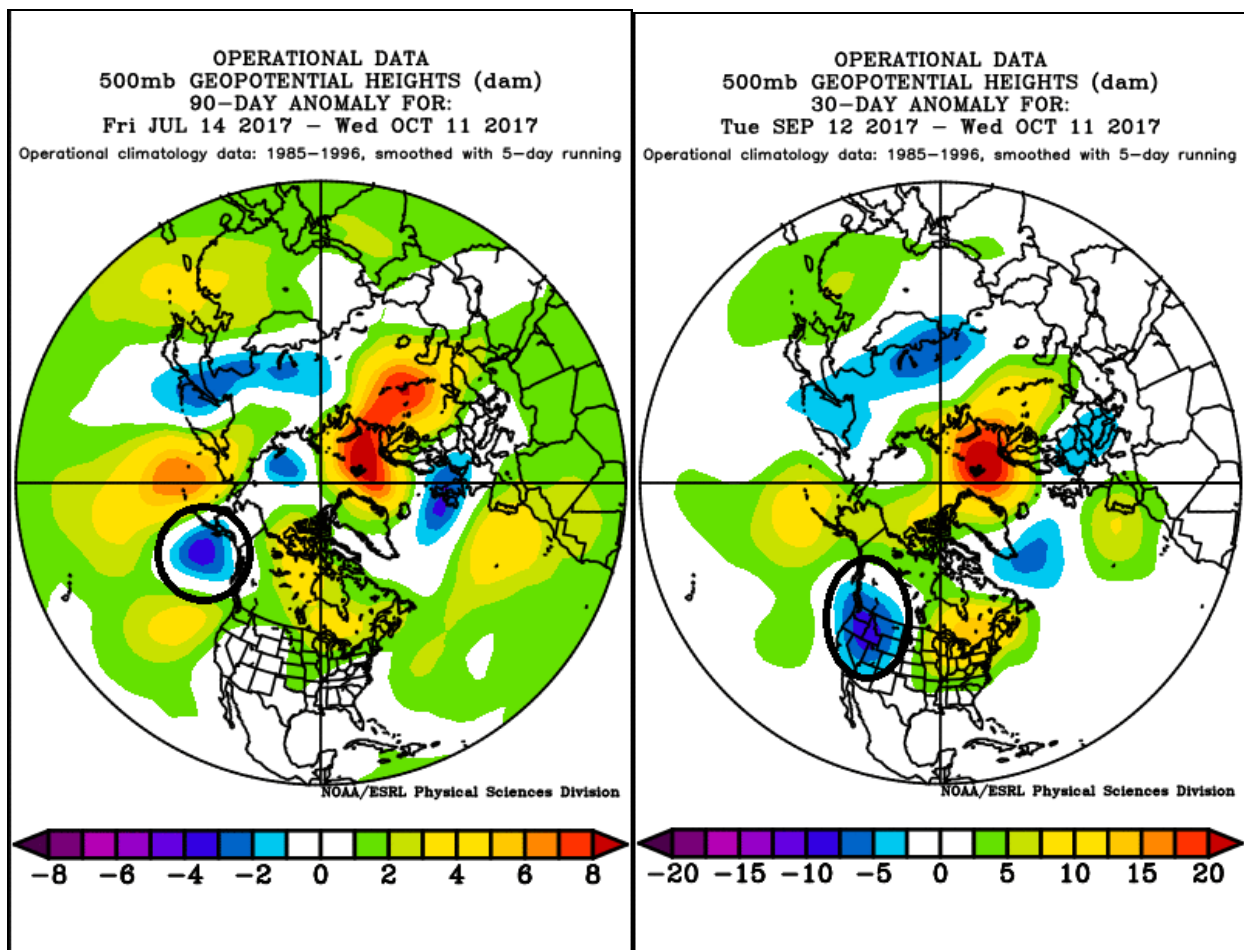 OPERATIONAL DATA
500mb GEOPOTENTIAL HEIGHTS (dam)
90-DAY ANOMALY FOR:
Fri JUL 14 2017 – Wed OCT 11 2017
Operational climatology data: 1985-1996, smoothed with 5-day running
NOAA/ESRL Physical Sciences Division
-8 -6 -4 -2 0 2 4 6 8
OPERATIONAL DATA
500mb GEOPOTENTIAL HEIGHTS (dam)
30-DAY ANOMALY FOR:
Tue SEP 12 2017 – Wed OCT 11 2017
Operational climatology data: 1985-1996, smoothed with 5-day running
NOAA/ESRL Physical Sciences Division
-20 -15 -10 -5 0 5 10 15 20